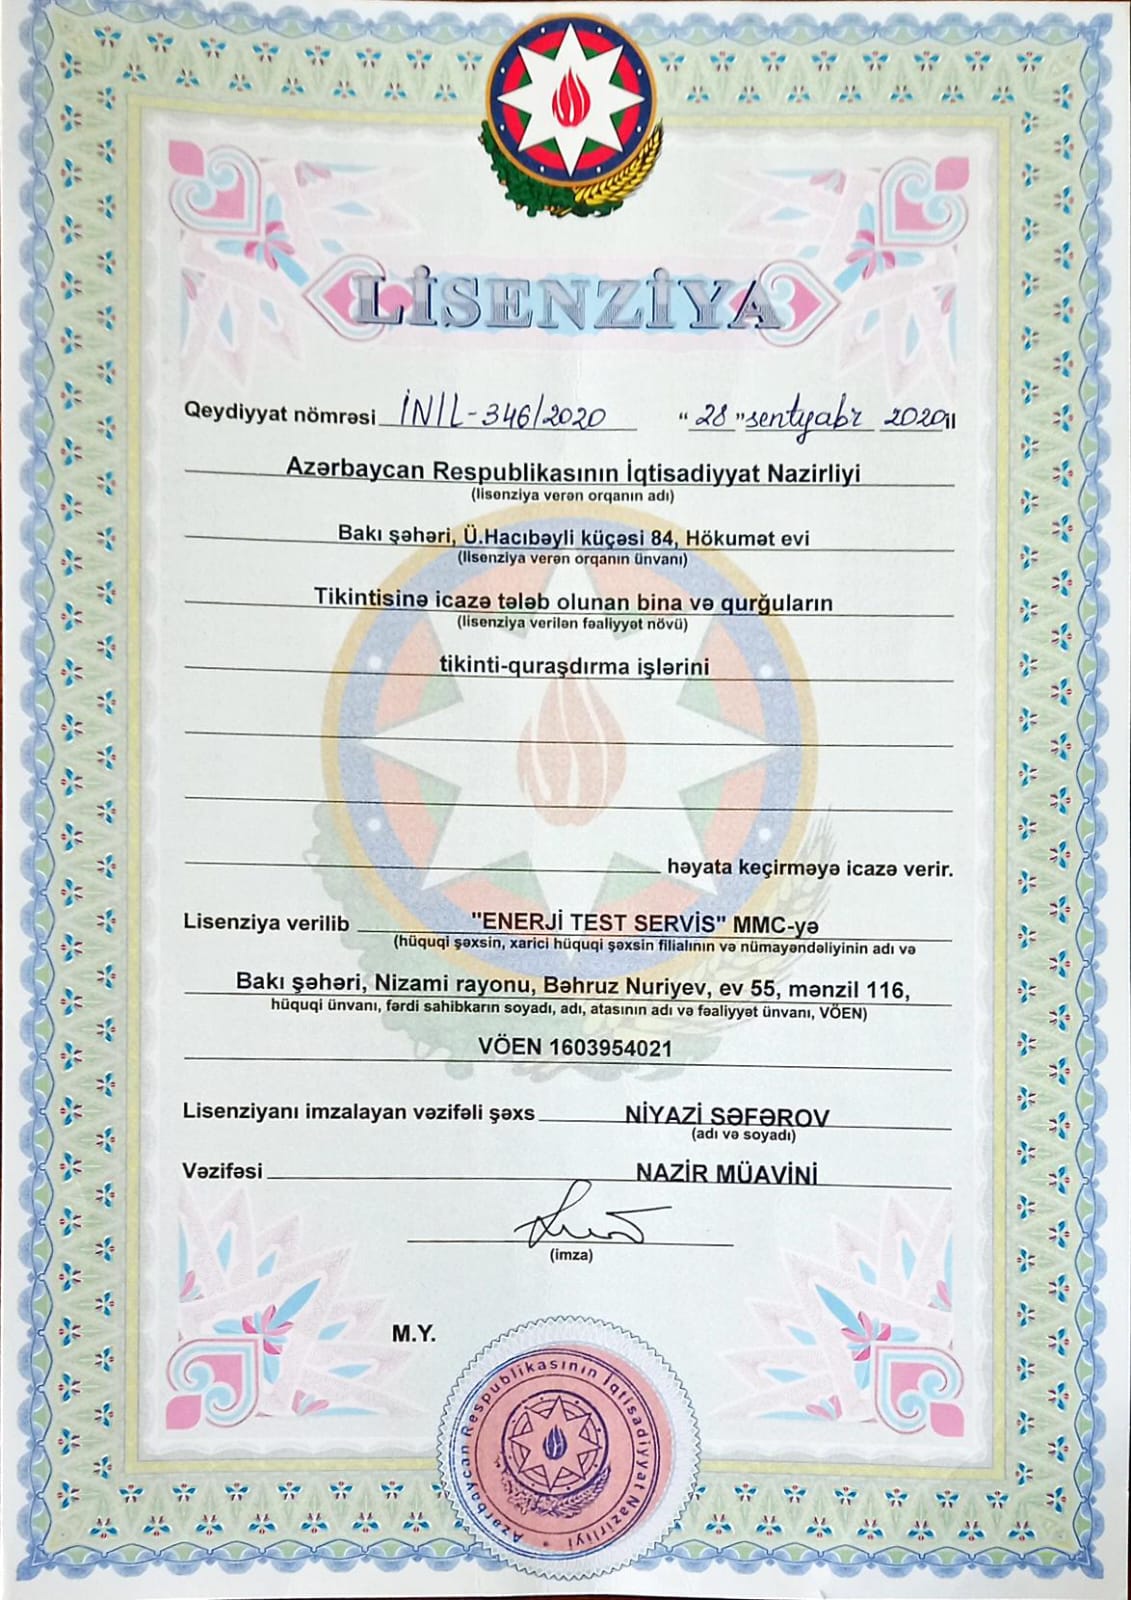 LİSENZİYA
Qeydiyyat nömrəsi İNİL-346/2020 “28” sentyabr 2020 il
Azərbaycan Respublikasının İqtisadiyyat Nazirliyi
(lisenziya verən orqanın adı)
Bakı şəhəri, Ü.Hacıbəyli küçəsi 84, Hökumət evi
(lisenziya verən orqanın ünvanı)
Tikintisinə icazə tələb olunan bina və qurğuların
(lisenziya verilən fəaliyyət növü)
tikinti-quraşdırma işlərini
həyata keçirməyə icazə verir.
Lisenziya verilib "ENERJİ TEST SERVİS" MMC-yə
(hüquqi şəxsin, xarici hüquqi şəxsin filialının və nümayəndəliyinin adı və
Bakı şəhəri, Nizami rayonu, Bəhruz Nuriyev, ev 55, mənzil 116,
hüquqi ünvanı, fərdi sahibkarın soyadı, adı, atasının adı və fəaliyyət ünvanı, VÖEN)
VÖEN 1603954021
Lisenziyanı imzalayan vəzifəli şəxs NİYAZİ SƏFƏROV
(adı və soyadı)
Vəzifəsi NAZİR MÜAVİNİ
(imza)
M.Y.
Azərbaycan Respublikasının İqtisadiyyat Nazirliyi